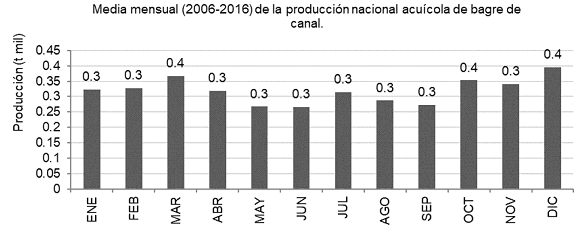 Media mensual (2006-2016) de la producción nacional acuícola de bagre de
canal.
Producción (t mil)
0.45
0.4
0.35
0.3
0.25
0.2
0.15
0.1
0.05
0
0.3 0.3 0.4 0.3 0.3 0.3 0.3 0.3 0.3 0.4 0.3 0.4
ENE FEB MAR ABR MAY JUN JUL AGO SEP OCT NOV DIC